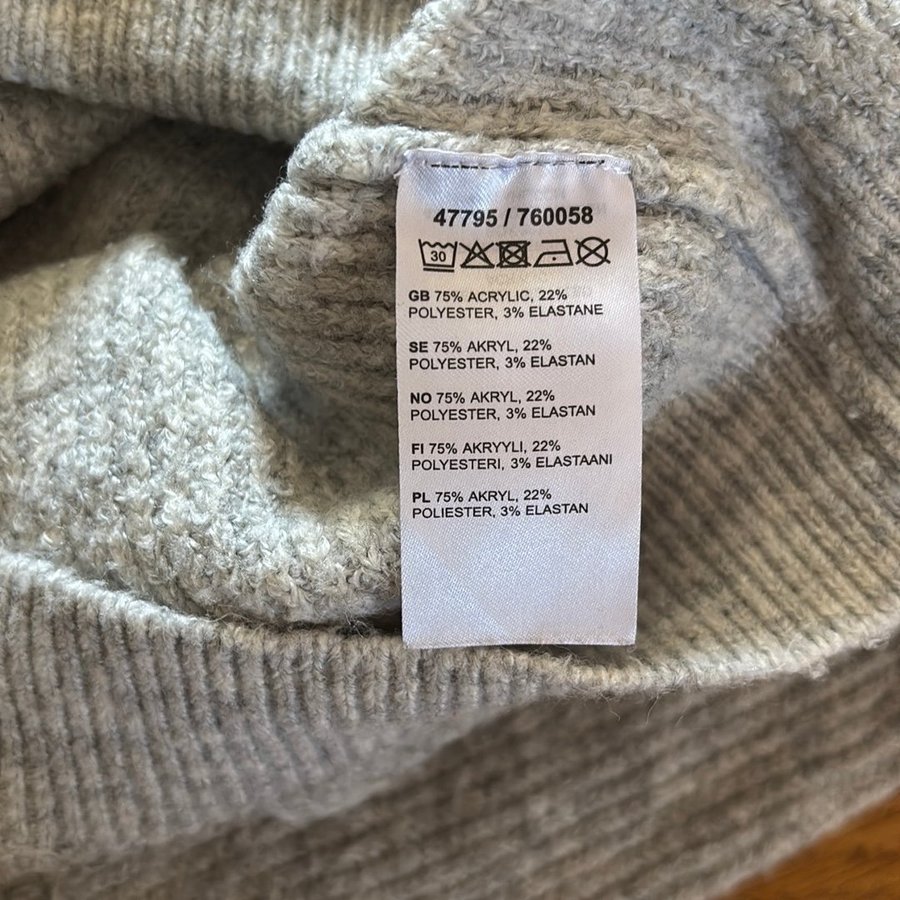 47795 / 760058
30
GB 75% ACRYLIC, 22%
POLYESTER, 3% ELASTANE
SE 75% AKRYL, 22%
POLYESTER, 3% ELASTAN
NO 75% AKRYL, 22%
POLYESTER, 3% ELASTAN
FI 75% AKRYYLI, 22%
POLYESTERI, 3% ELASTAANI
PL 75% AKRYL, 22%
POLIESTER, 3% ELASTAN